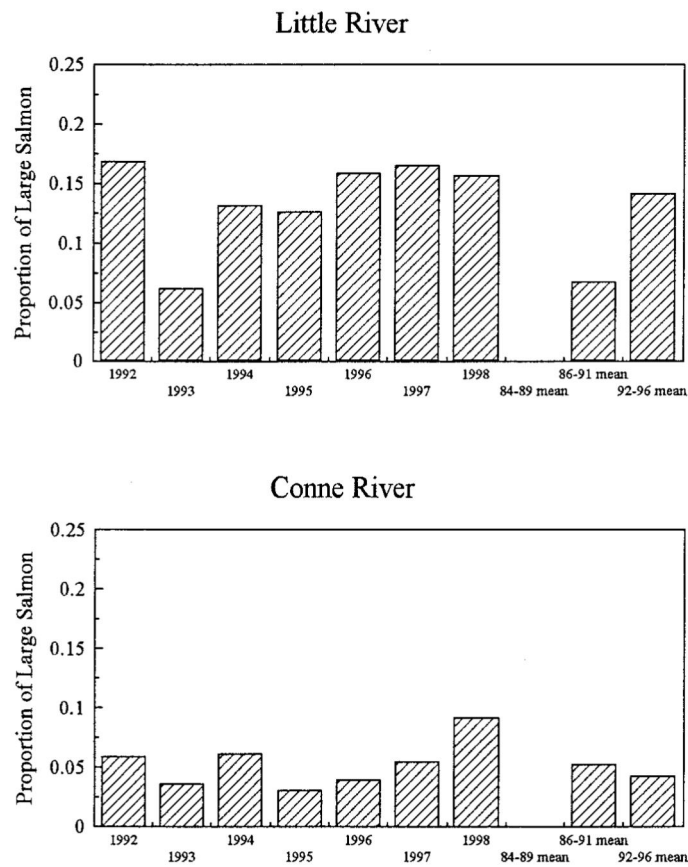 Little River
Proportion of Large Salmon
0.25
0.2
0.15
0.1
0.05
0
1992 1994 1996 1998 86-91 mean
1993 1995 1997 84-89 mean 92-96 mean
Conne River
Proportion of Large Salmon
0.25
0.2
0.15
0.1
0.05
0
1992 1994 1996 1998 86-91 mean
1993 1995 1997 84-89 mean 92-96 mean